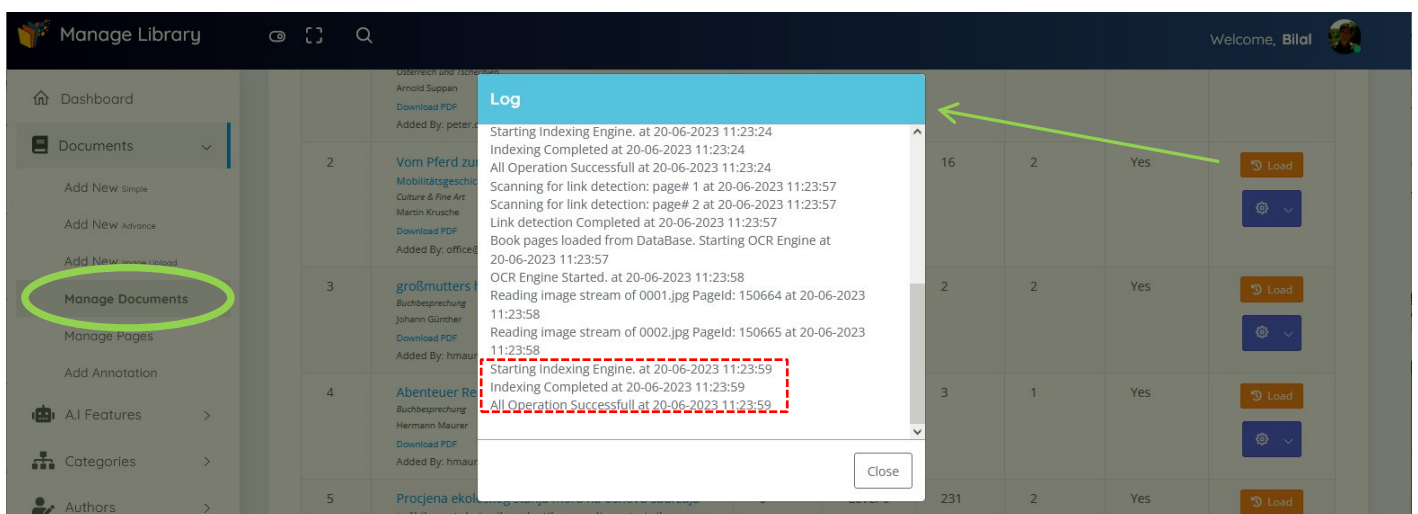 Manage Library
Welcome, Bilal
Dashboard
Documents
Add New Simple
Add New Advance
Add New Image Upload
Manage Documents
Manage Pages
Add Annotation
A.I Features
Categories
Authors
Österreich und Tschechien
Arnold Suppan
Download PDF
Added By: peter.
2
Vom Pferd zu
Mobilitätsgeschic
Culture & Fine Art
Martin Krusche
Download PDF
Added By: office@
16
2
Yes
Load
3
großmutters
Buchbesprechung
Johann Günther
Download PDF
Added By: hmaur
2
2
Yes
Load
4
Abenteuer Re
Buchbesprechung
Hermann Maurer
Download PDF
Added By: hmaur
3
1
Yes
Load
5
Procjena
231
2
Yes
Load
Log
Starting Indexing Engine. at 20-06-2023 11:23:24
Indexing Completed at 20-06-2023 11:23:24
All Operation Successfull at 20-06-2023 11:23:24
Scanning for link detection: page# 1 at 20-06-2023 11:23:57
Scanning for link detection: page# 2 at 20-06-2023 11:23:57
Link detection Completed at 20-06-2023 11:23:57
Book pages loaded from DataBase. Starting OCR Engine at
20-06-2023 11:23:57
OCR Engine Started. at 20-06-2023 11:23:58
Reading image stream of 0001.jpg PageId: 150664 at 20-06-2023
11:23:58
Reading image stream of 0002.jpg PageId: 150665 at 20-06-2023
11:23:58
Starting Indexing Engine. at 20-06-2023 11:23:59
Indexing Completed at 20-06-2023 11:23:59
All Operation Successfull at 20-06-2023 11:23:59
Close